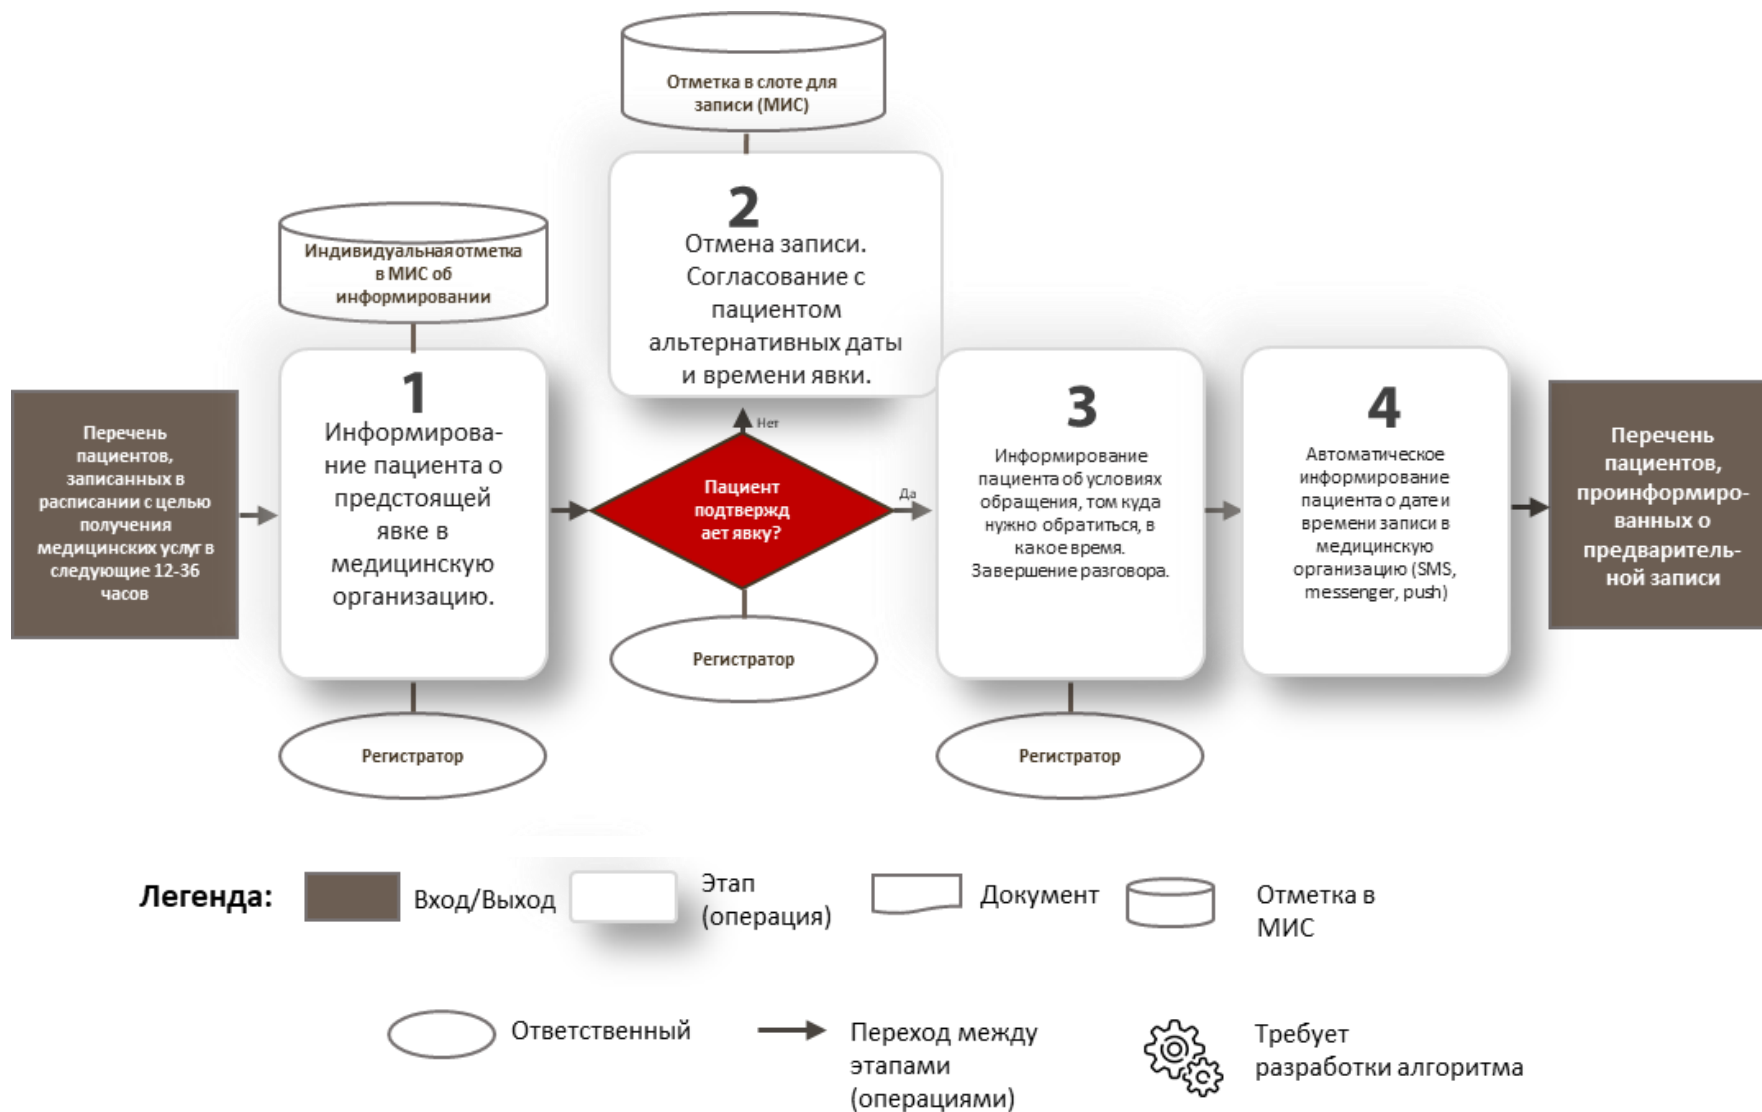 Отметка в слоте для
записи (МИС)
2
Отмена записи.
Согласование с
пациентом
альтернативных даты
и времени явки.
Индивидуальная отметка
в МИС об
информировании
Перечень
пациентов,
записанных в
расписании с целью
получения
медицинских услуг в
следующие 12-36
часов
1
Информирова-
ние пациента о
предстоящей
явке в
медицинскую
организацию.
Нет
Пациент
подтвержд
ает явку?
Да
3
Информирование
пациента об условиях
обращения, том куда
нужно обратиться, в
какое время.
Завершение разговора.
4
Автоматическое
информирование
пациента о дате и
времени записи в
медицинскую
организацию (SMS,
messenger, push)
Перечень
пациентов,
проинформиро-
ванных о
предваритель-
ной записи
Регистратор
Регистратор
Регистратор
Легенда:
Вход/Выход
Этап
(операция)
Документ
Отметка в
МИС
Ответственный
Переход между
этапами
(операциями)
Требует
разработки алгоритма